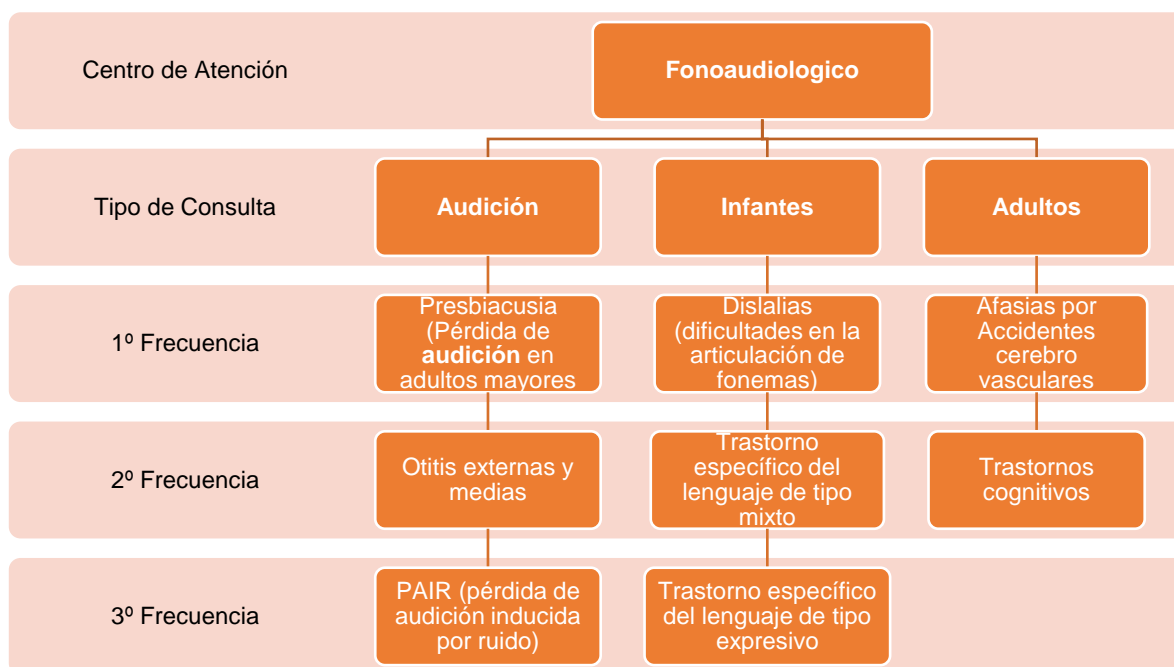 Centro de Atención
Fonoaudiologico
Tipo de Consulta
Audición
Infantes
Adultos
1º Frecuencia
Presbiacusia
(Pérdida de
audición en
adultos mayores
Dislalias
(dificultades en la
articulación de
fonemas)
Afasias por
Accidentes
cerebro
vasculares
2º Frecuencia
Otitis externas y
medias
Trastorno
específico del
lenguaje de tipo
mixto
Trastornos
cognitivos
3º Frecuencia
PAIR (pérdida de
audición inducida
por ruido)
Trastorno específico
del lenguaje de tipo
expresivo